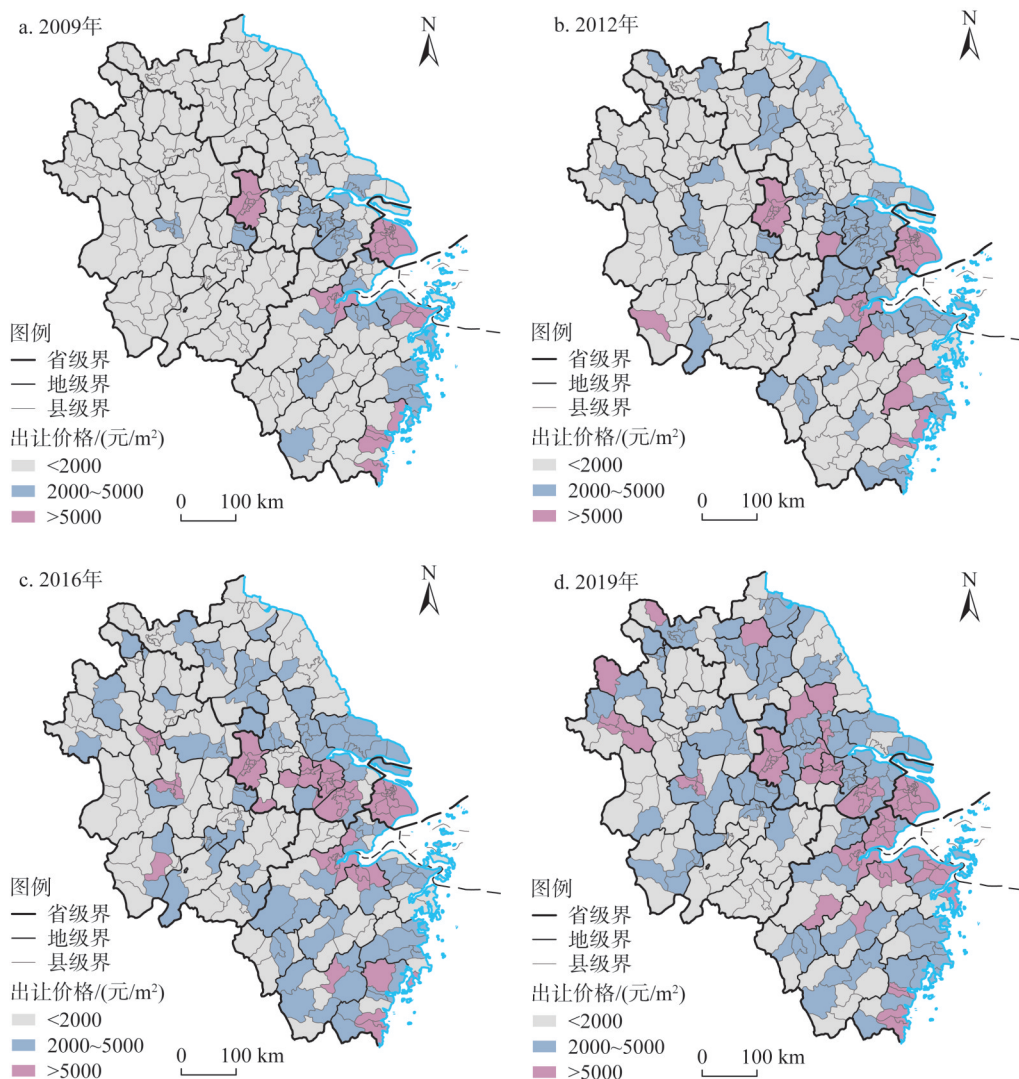 a. 2009年
N
图例
省级界
地级界
县级界
出让价格/(元/m²)
<2000
2000~5000
>5000
0 100 km
b. 2012年
N
图例
省级界
地级界
县级界
出让价格/(元/m²)
<2000
2000~5000
>5000
0 100 km
c. 2016年
N
图例
省级界
地级界
县级界
出让价格/(元/m²)
<2000
2000~5000
>5000
0 100 km
d. 2019年
N
图例
省级界
地级界
县级界
出让价格/(元/m²)
<2000
2000~5000
>5000
0 100 km